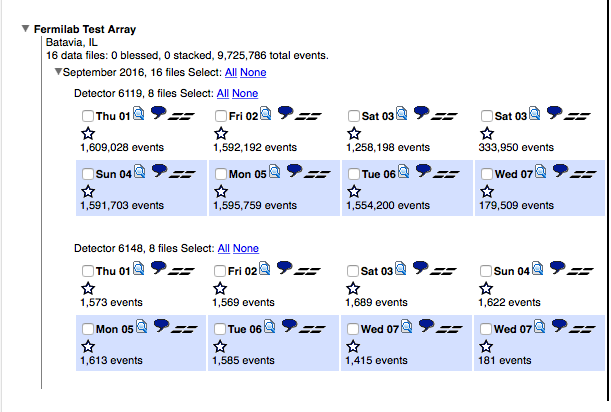 Fermilab Test Array
Batavia, IL
16 data files: 0 blessed, 0 stacked, 9,725,786 total events.
September 2016, 16 files Select: All None
Detector 6119, 8 files Select: All None
Thu 01 Fri 02 Sat 03 Sat 03
1,609,028 events 1,592,192 events 1,258,198 events 333,950 events
Sun 04 Mon 05 Tue 06 Wed 07
1,591,703 events 1,595,759 events 1,554,200 events 179,509 events
Detector 6148, 8 files Select: All None
Thu 01 Fri 02 Sat 03 Sun 04
1,573 events 1,569 events 1,689 events 1,622 events
Mon 05 Tue 06 Wed 07 Wed 07
1,613 events 1,585 events 1,415 events 181 events